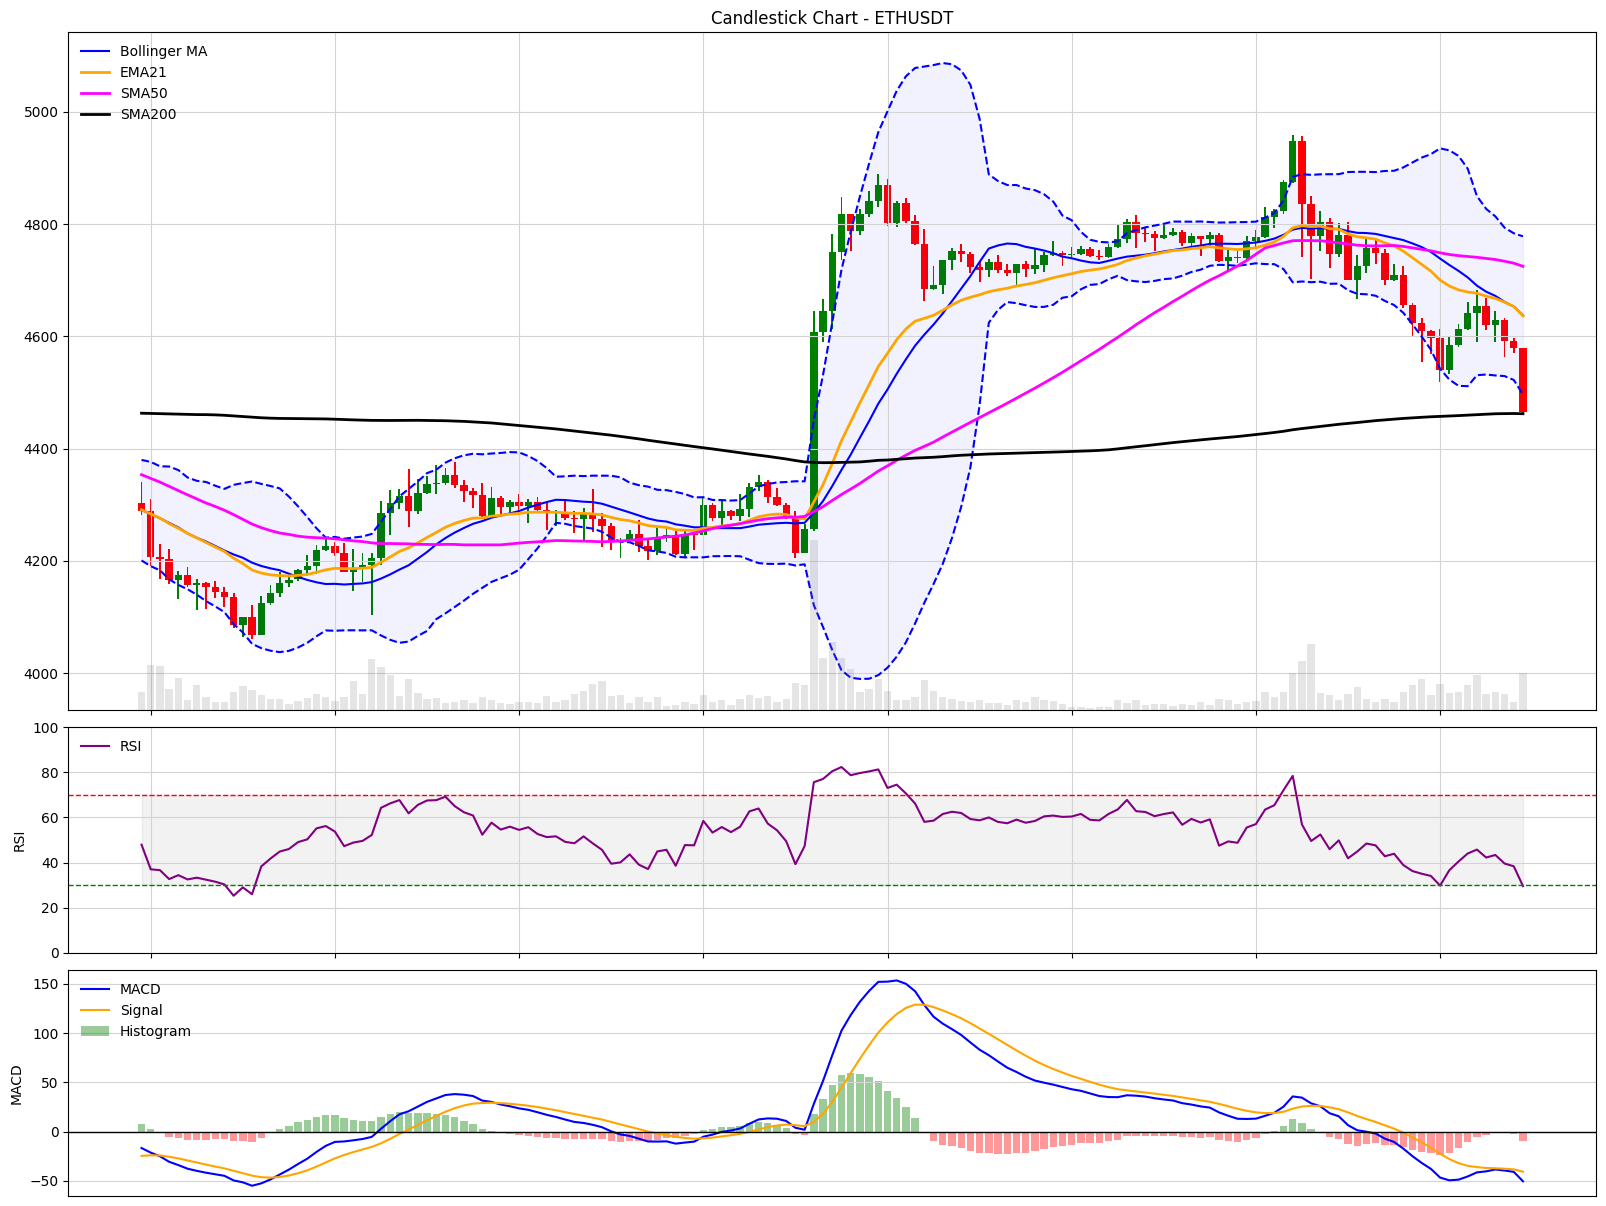 Candlestick Chart - ETHUSDT
Bollinger MA
EMA21
SMA50
SMA200
5000
4800
4600
4400
4200
4000
100
80
60
40
20
0
RSI
RSI
150
100
50
0
−50
MACD
MACD
Signal
Histogram